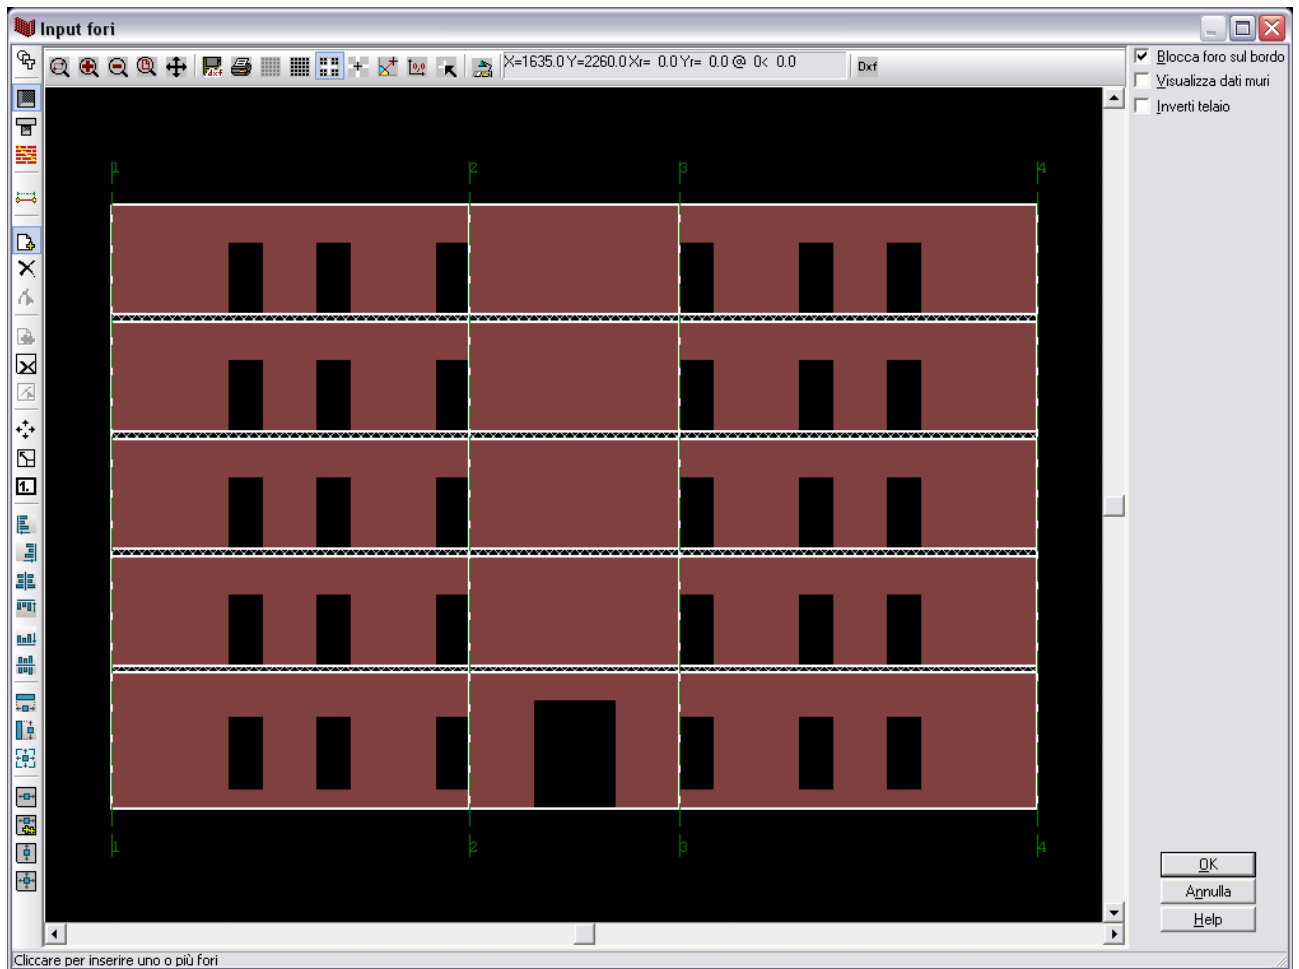 Input fori
X=1635.0 Y=2260.0 Xr= 0.0 Yr= 0.0 @ 0< 0.0
Dxf
Blocca foro sul bordo
Visualizza dati muri
Inverti telaio
1 2 3 4
1 2 3 4
OK
Annulla
Help
Cliccare per inserire uno o più fori